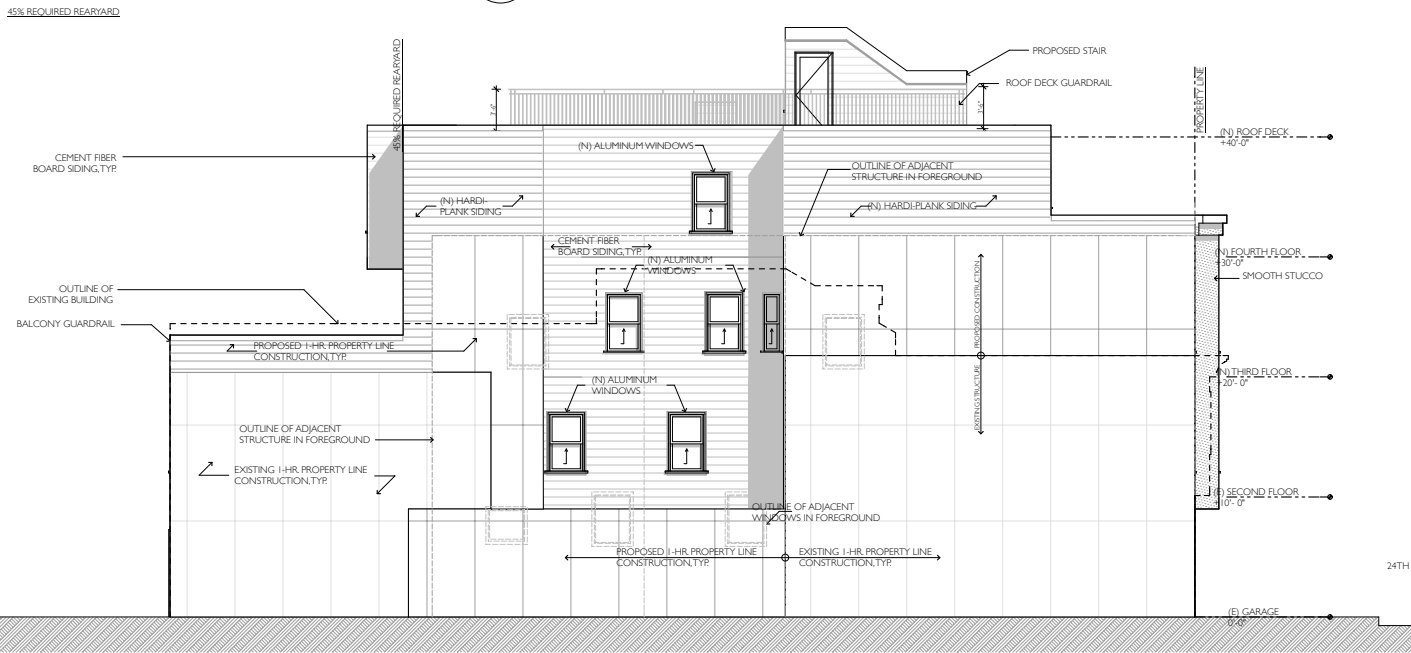 45% REQUIRED REARYARD
45% REQUIRED REARYARD
PROPOSED STAIR
ROOF DECK GUARDRAIL
3'-6"
3'-6"
PROPERTY LINE
(N) ROOF DECK
+40'-0"
CEMENT FIBER
BOARD SIDING, TYP.
(N) ALUMINUM WINDOWS
OUTLINE OF ADJACENT
STRUCTURE IN FOREGROUND
(N) HARDI-
PLANK SIDING
(N) HARDI-PLANK SIDING
CEMENT FIBER
BOARD SIDING, TYP.
(N) FOURTH FLOOR
+30'-0"
(N) ALUMINUM
WINDOWS
SMOOTH STUCCO
OUTLINE OF
EXISTING BUILDING
BALCONY GUARDRAIL
PROPOSED CONSTRUCTION
EXISTING STRUCTURE
PROPOSED 1-HR. PROPERTY LINE
CONSTRUCTION, TYP.
(N) THIRD FLOOR
+20'- 0"
(N) ALUMINUM
WINDOWS
OUTLINE OF ADJACENT
STRUCTURE IN FOREGROUND
EXISTING 1-HR. PROPERTY LINE
CONSTRUCTION, TYP.
(E) SECOND FLOOR
+10'- 0"
OUTLINE OF ADJACENT
WINDOWS IN FOREGROUND
PROPOSED 1-HR. PROPERTY LINE
CONSTRUCTION, TYP.
EXISTING 1-HR. PROPERTY LINE
CONSTRUCTION, TYP.
24TH
(E) GARAGE
0'-0"